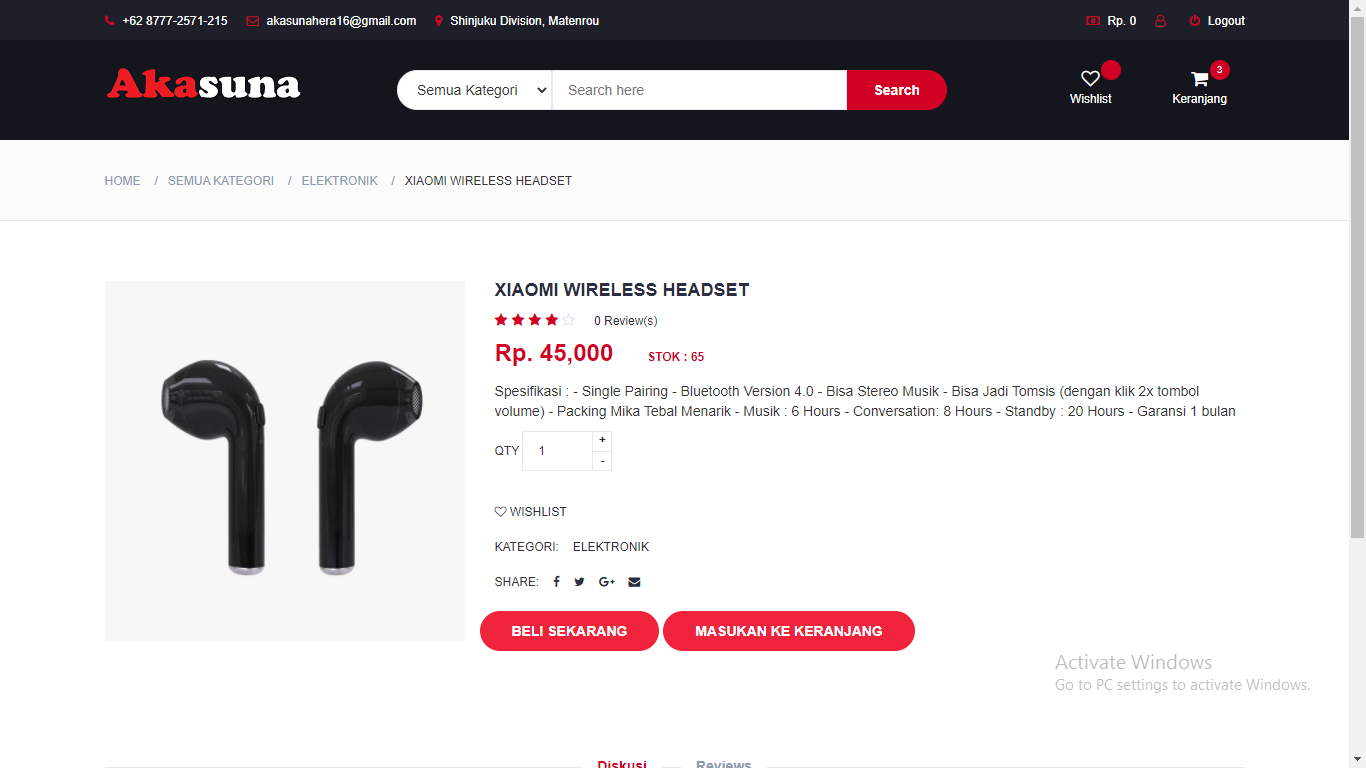 +62 8777-2571-215 akasunahera16@gmail.com Shinjuku Division, Matenrou Rp. 0 Logout
Akasuna
Semua Kategori Search here Search
3
Wishlist Keranjang
HOME / SEMUA KATEGORI / ELEKTRONIK / XIAOMI WIRELESS HEADSET
XIAOMI WIRELESS HEADSET
0 Review(s)
Rp. 45,000 STOK : 65
Spesifikasi : - Single Pairing - Bluetooth Version 4.0 - Bisa Stereo Musik - Bisa Jadi Tomsis (dengan klik 2x tombol
volume) - Packing Mika Tebal Menarik - Musik : 6 Hours - Conversation: 8 Hours - Standby : 20 Hours - Garansi 1 bulan
QTY 1 + -
WISHLIST
KATEGORI: ELEKTRONIK
SHARE: f G+
BELI SEKARANG MASUKAN KE KERANJANG
Activate Windows
Go to PC settings to activate Windows.
Diskusi Reviews